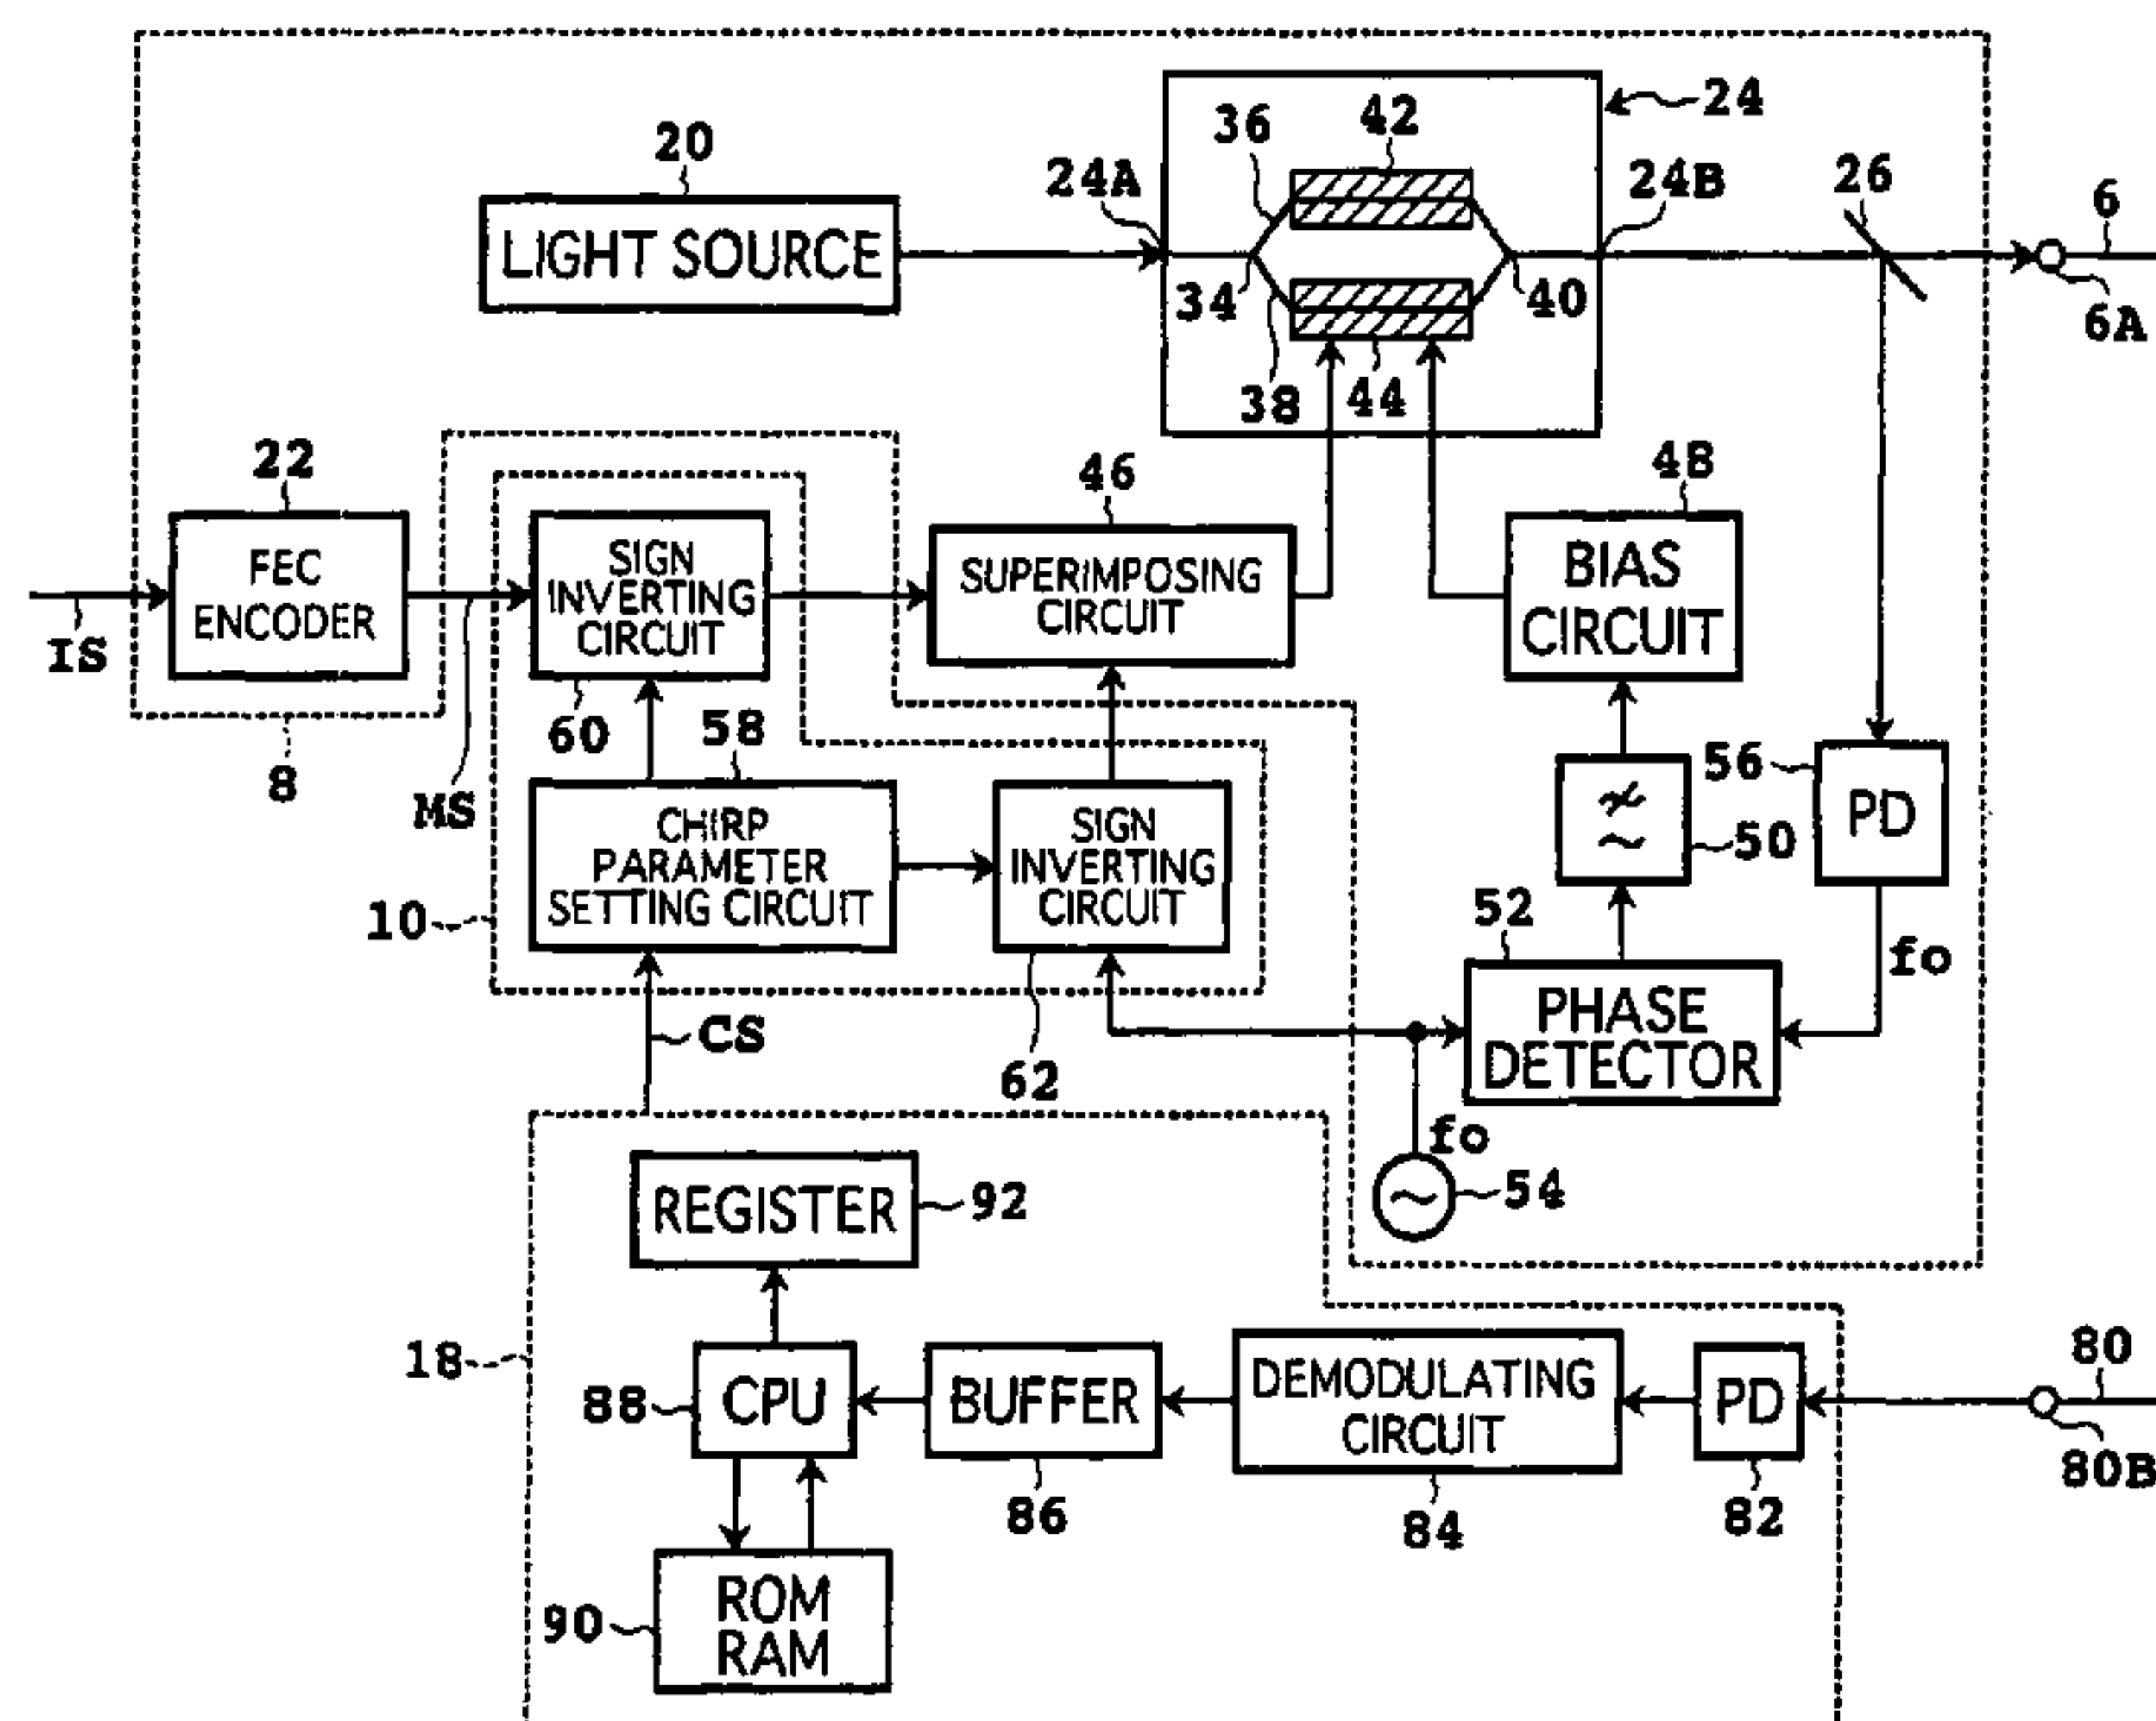 24
42
36
20
24A
24B
26
6
LIGHT SOURCE
34
40
6A
38
44
22
46
48
FEC
ENCODER
SIGN
INVERTING
CIRCUIT
SUPERIMPOSING
CIRCUIT
BIAS
CIRCUIT
IS
60
58
8
MS
56
PD
50
CHIRP
PARAMETER
SETTING CIRCUIT
SIGN
INVERTING
CIRCUIT
10
52
fo
PHASE
DETECTOR
CS
62
fo
54
REGISTER
92
18
88
CPU
BUFFER
DEMODULATING
CIRCUIT
PD
80
80B
86
84
82
90
ROM
RAM